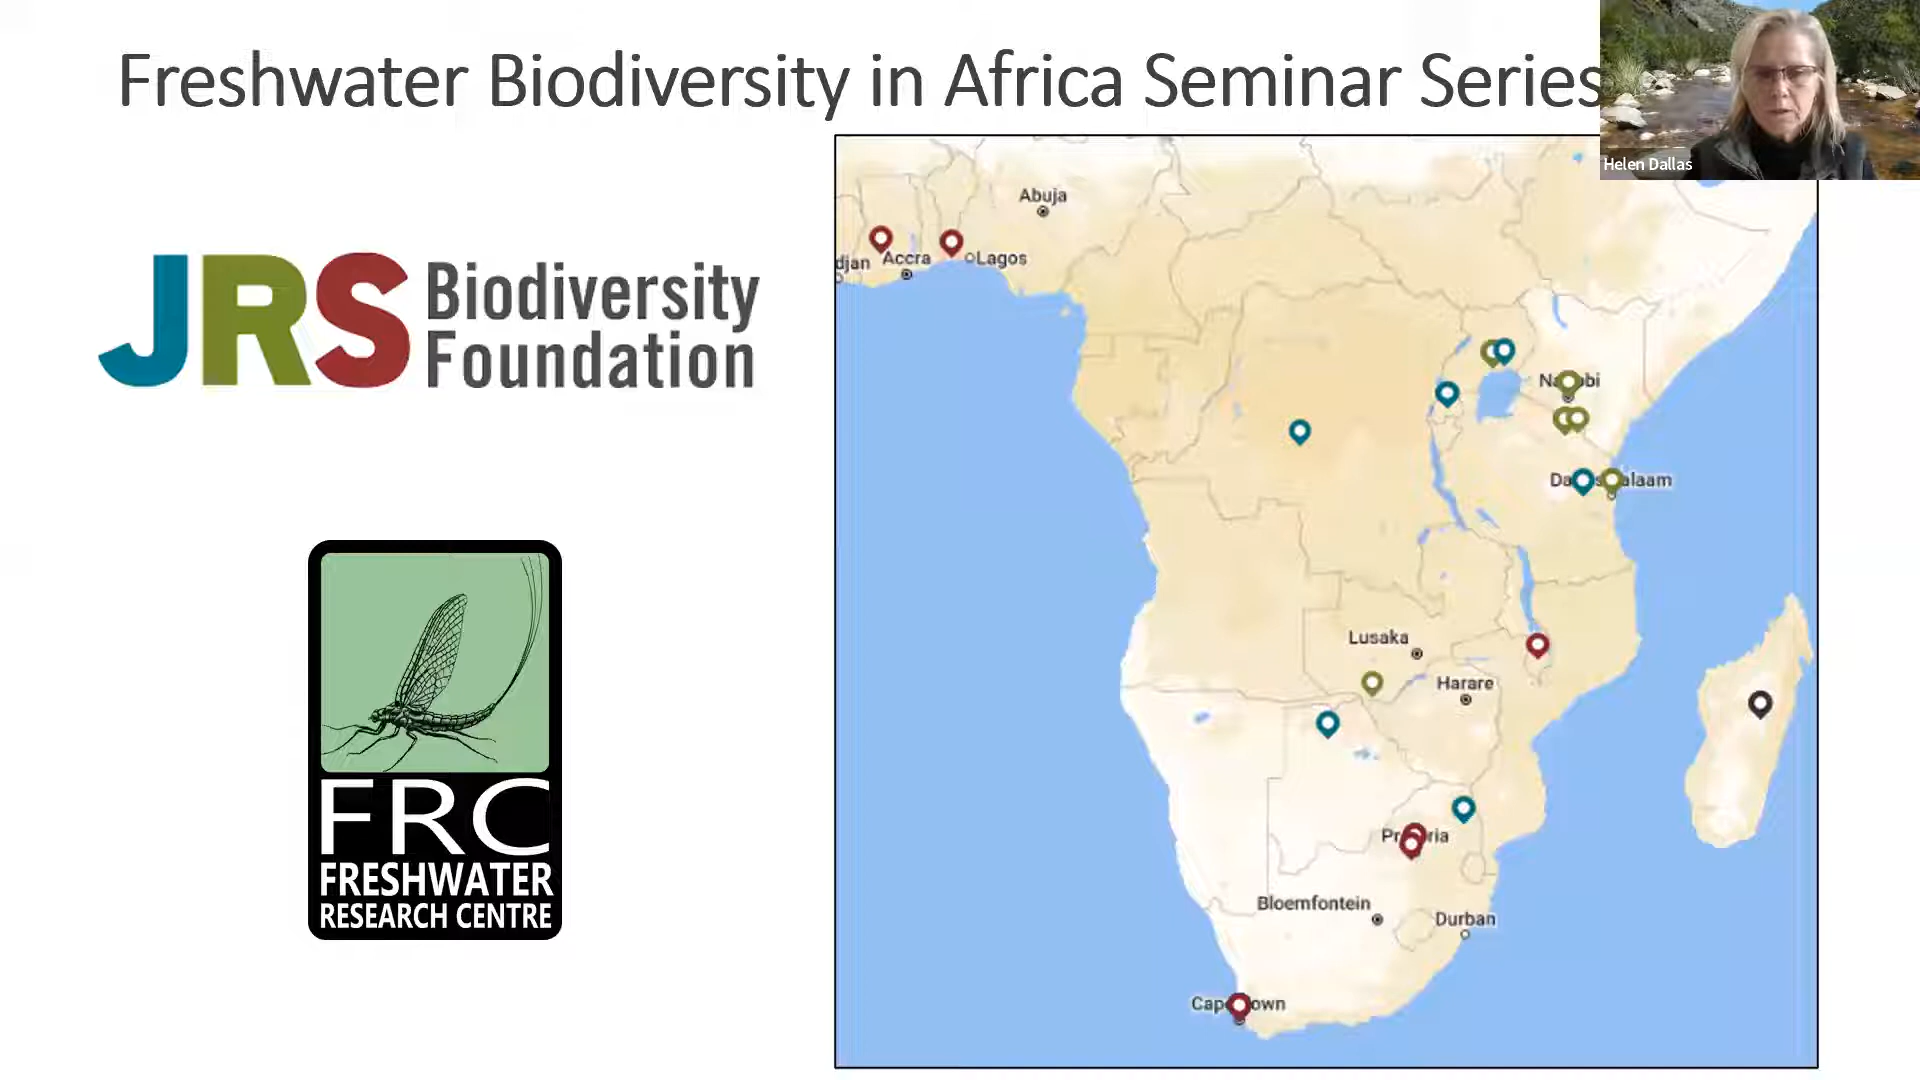 Freshwater Biodiversity in Africa Seminar Series
Helen Dallas
JRS Biodiversity
Foundation
FRC
FRESHWATER
RESEARCH CENTRE
Abuja
djan
Accra
Lagos
Lusaka
Harare
Bloemfontein
Durban